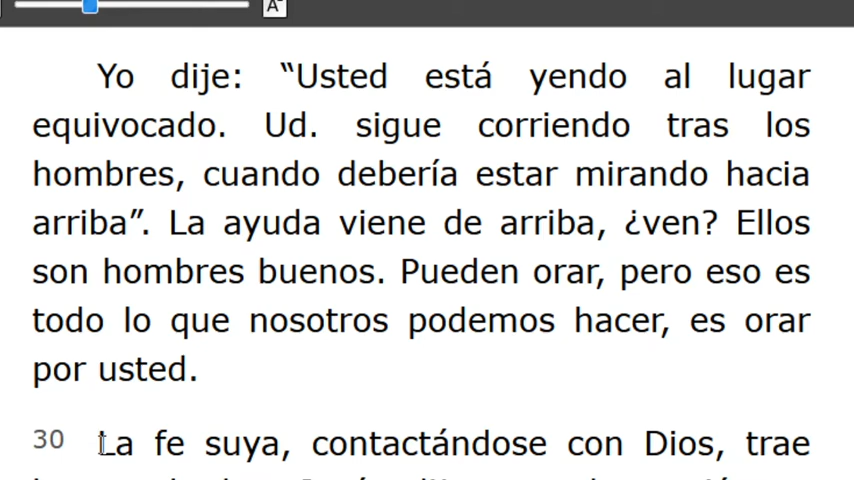 A
Yo dije: “Usted está yendo al lugar
equivocado. Ud. sigue corriendo tras los
hombres, cuando debería estar mirando hacia
arriba”. La ayuda viene de arriba, ¿ven? Ellos
son hombres buenos. Pueden orar, pero eso es
todo lo que nosotros podemos hacer, es orar
por usted.
30 La fe suya, contactándose con Dios, trae